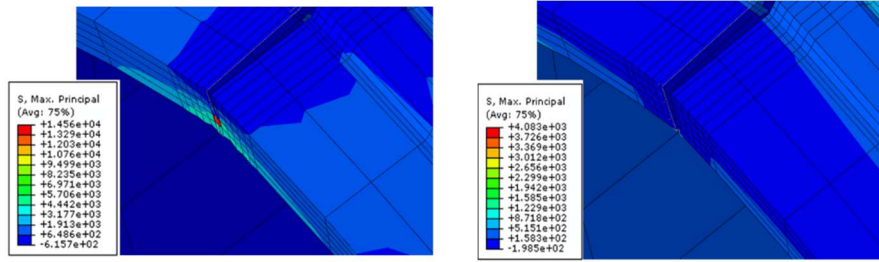 S, Max. Principal
(Avg: 75%)
+1.456e+04
+1.329e+04
+1.203e+04
+1.076e+04
+9.499e+03
+8.235e+03
+6.971e+03
+5.706e+03
+4.442e+03
+3.177e+03
+1.913e+03
+6.486e+02
-6.157e+02
S, Max. Principal
(Avg: 75%)
+4.083e+03
+3.726e+03
+3.369e+03
+3.012e+03
+2.656e+03
+2.299e+03
+1.942e+03
+1.585e+03
+1.229e+03
+8.718e+02
+5.151e+02
+1.583e+02
-1.985e+02